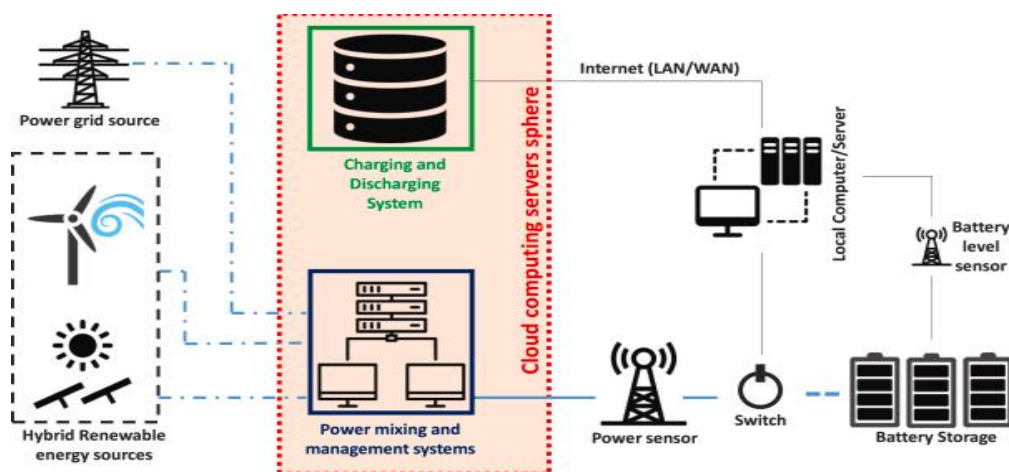 Power grid source
Hybrid Renewable
energy sources
Charging and
Discharging
System
Power mixing and
management systems
Cloud computing servers sphere
Internet (LAN/WAN)
Local Computer/Server
Battery
level
sensor
Power sensor
Switch
Battery Storage